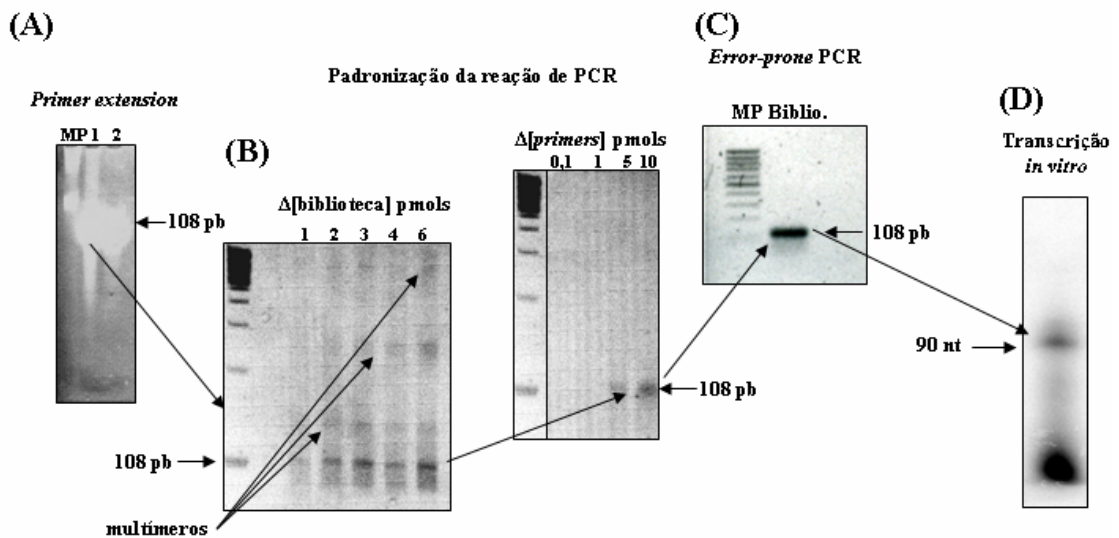 (A)
Primer extension
MP 1 2
108 pb
Padronização da reação de PCR
(B)
Δ[biblioteca] pmols
1 2 3 4 6
108 pb
multímeros
Δ[primers] pmols
0,1 1 5 10
108 pb
(C)
Error-prone PCR
MP Biblio.
108 pb
(D)
Transcrição
in vitro
90 nt